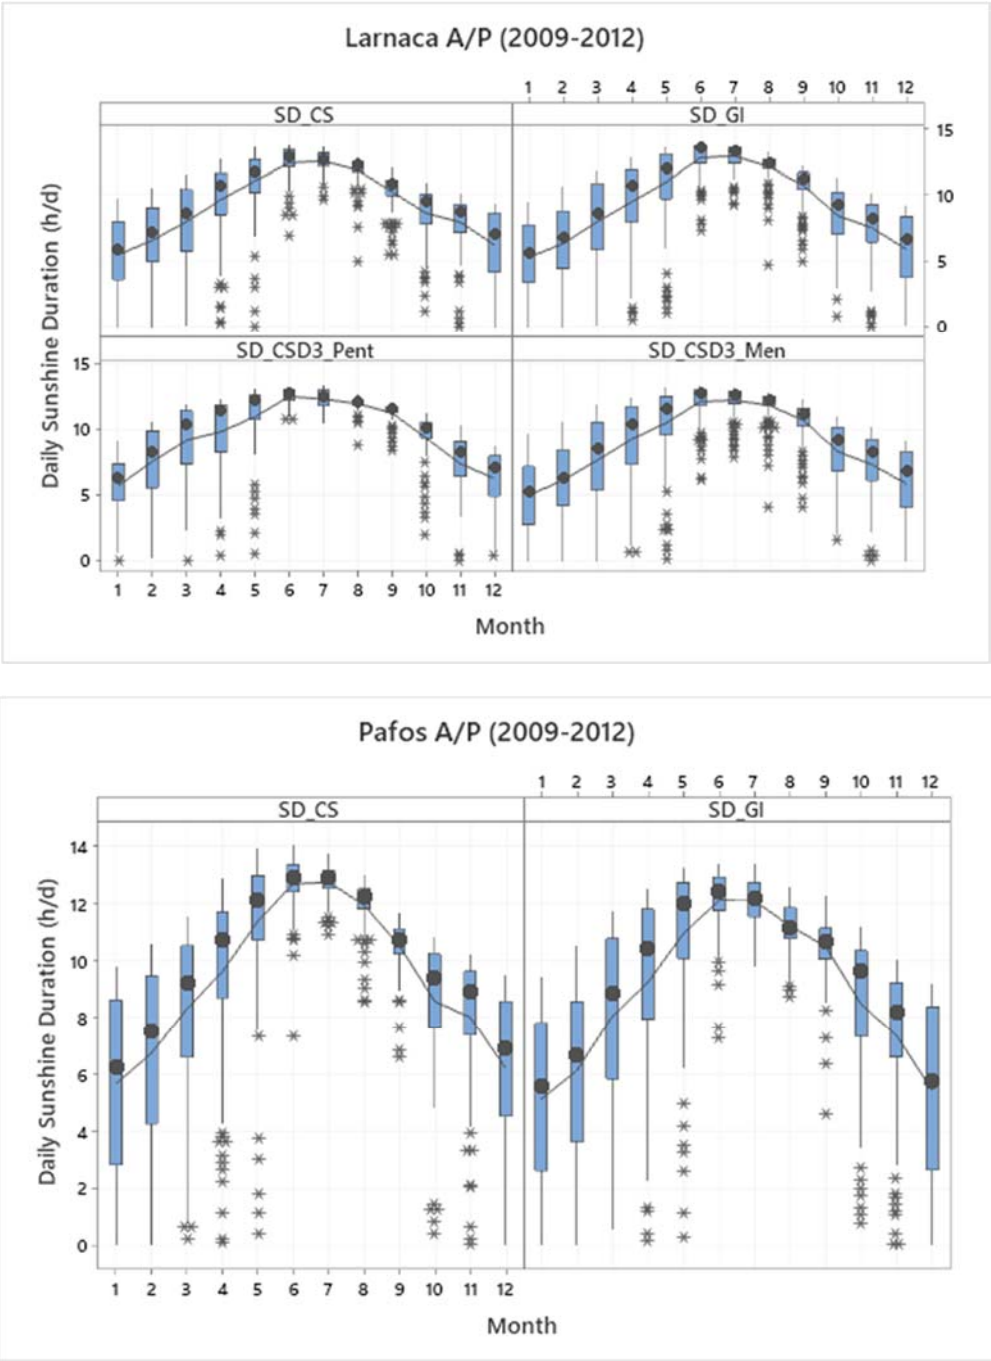 Larnaca A/P (2009-2012)
1 2 3 4 5 6 7 8 9 10 11 12
SD_CS SD_GI
15
10
5
0
Daily Sunshine Duration (h/d)
SD_CSD3_Pent SD_CSD3_Men
15
10
5
0
1 2 3 4 5 6 7 8 9 10 11 12
Month
Pafos A/P (2009-2012)
1 2 3 4 5 6 7 8 9 10 11 12
SD_CS SD_GI
14
12
10
8
6
4
2
0
Daily Sunshine Duration (h/d)
1 2 3 4 5 6 7 8 9 10 11 12
Month